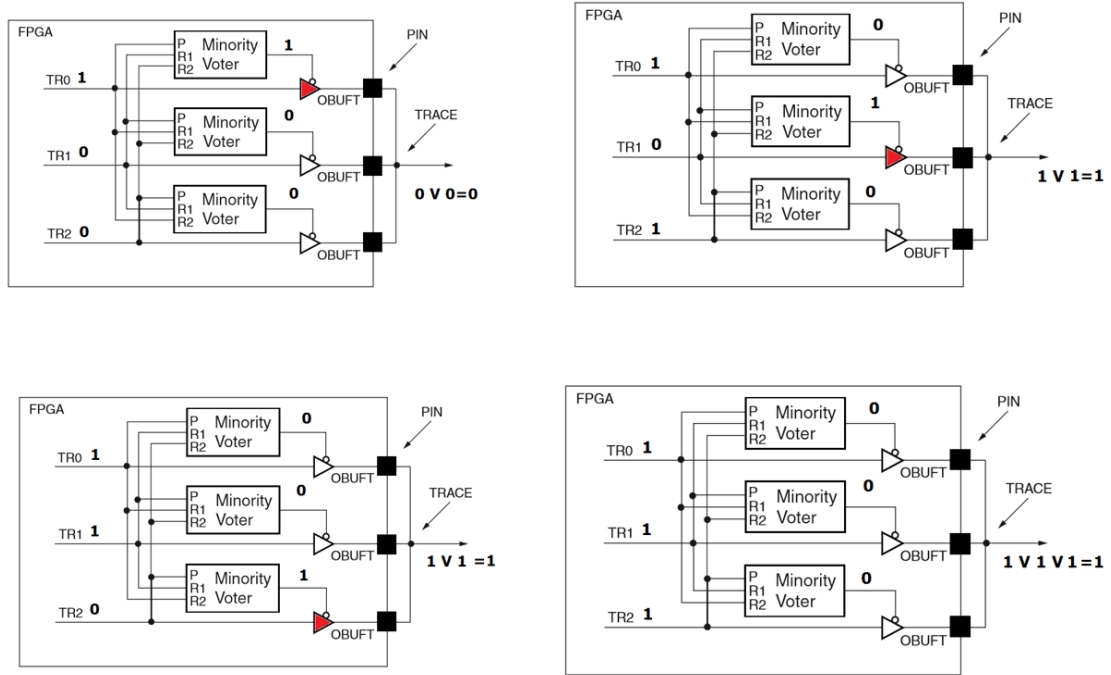 FPGA
P
R1
R2
Minority
Voter
1
PIN
TR0 1
OBUFT
P
R1
R2
Minority
Voter
0
TRACE
TR1 0
OBUFT
0 V 0=0
P
R1
R2
Minority
Voter
0
TR2 0
OBUFT
FPGA
P
R1
R2
Minority
Voter
0
PIN
TR0 1
OBUFT
P
R1
R2
Minority
Voter
1
TRACE
TR1 0
OBUFT
1 V 1=1
P
R1
R2
Minority
Voter
0
TR2 1
OBUFT
FPGA
P
R1
R2
Minority
Voter
0
PIN
TR0 1
OBUFT
P
R1
R2
Minority
Voter
0
TRACE
TR1 1
OBUFT
1 V 1 =1
P
R1
R2
Minority
Voter
1
TR2 0
OBUFT
FPGA
P
R1
R2
Minority
Voter
0
PIN
TR0 1
OBUFT
P
R1
R2
Minority
Voter
0
TRACE
TR1 1
OBUFT
1 V 1 V 1=1
P
R1
R2
Minority
Voter
0
TR2 1
OBUFT